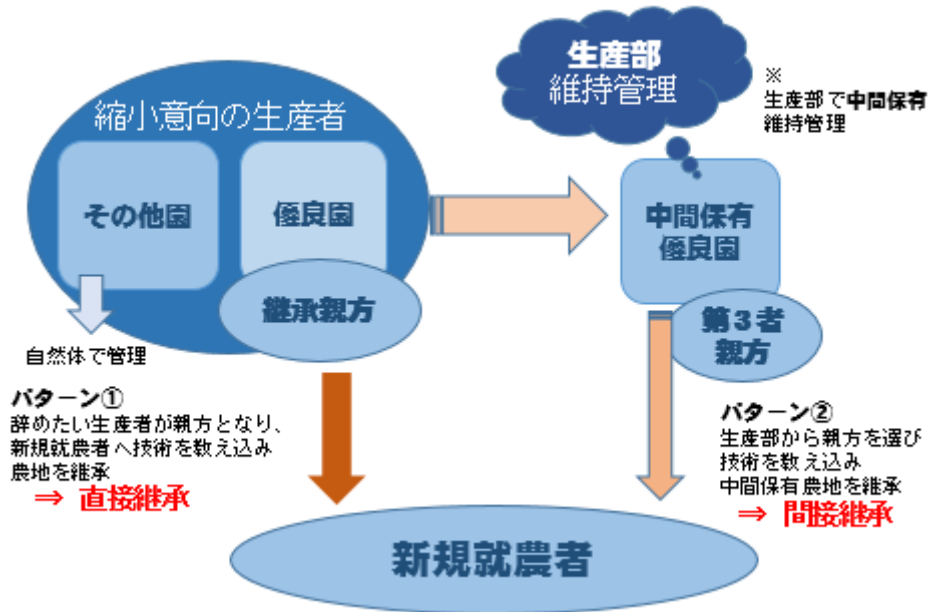 生産部
維持管理
※
生産部で中間保有
維持管理
縮小意向の生産者
その他園
優良園
中間保有
優良園
継承親方
第3者
親方
自然体で管理
パターン①
辞めたい生産者が親方となり、
新規就農者へ技術を教え込み
農地を継承
⇒ 直接継承
パターン②
生産部から親方を選び
技術を教え込み
中間保有農地を継承
⇒ 間接継承
新規就農者